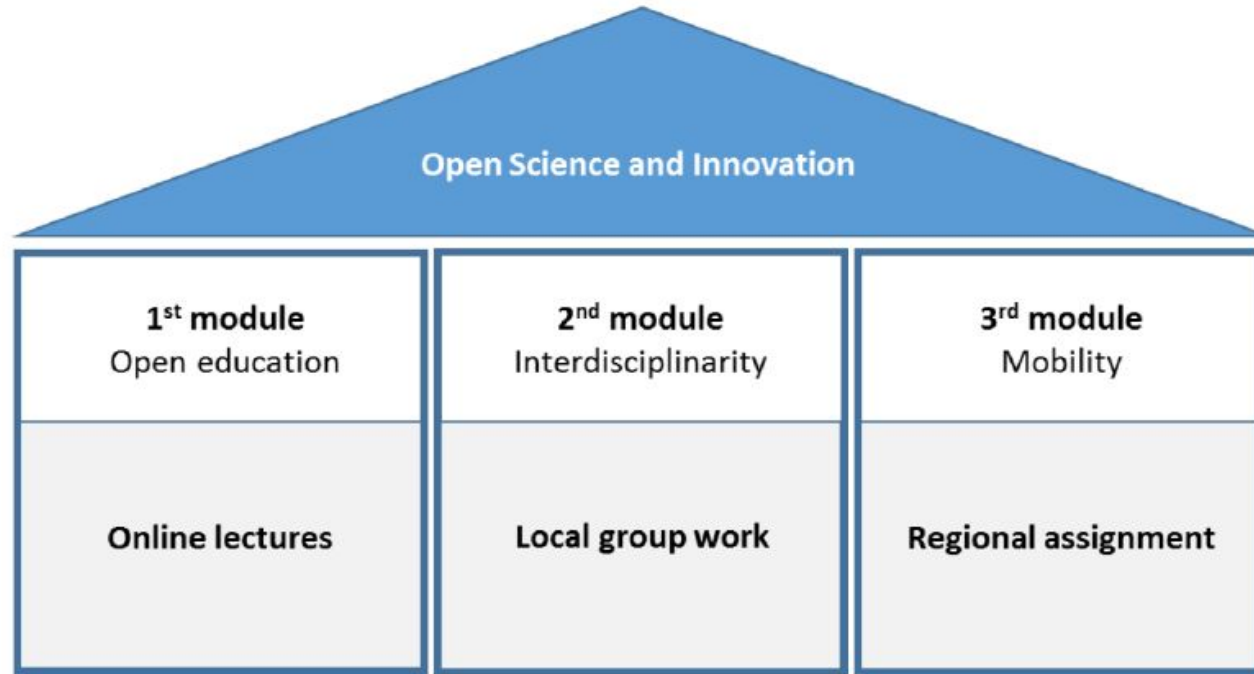 Open Science and Innovation
1st module
Open education
2nd module
Interdisciplinarity
3rd module
Mobility
Online lectures
Local group work
Regional assignment